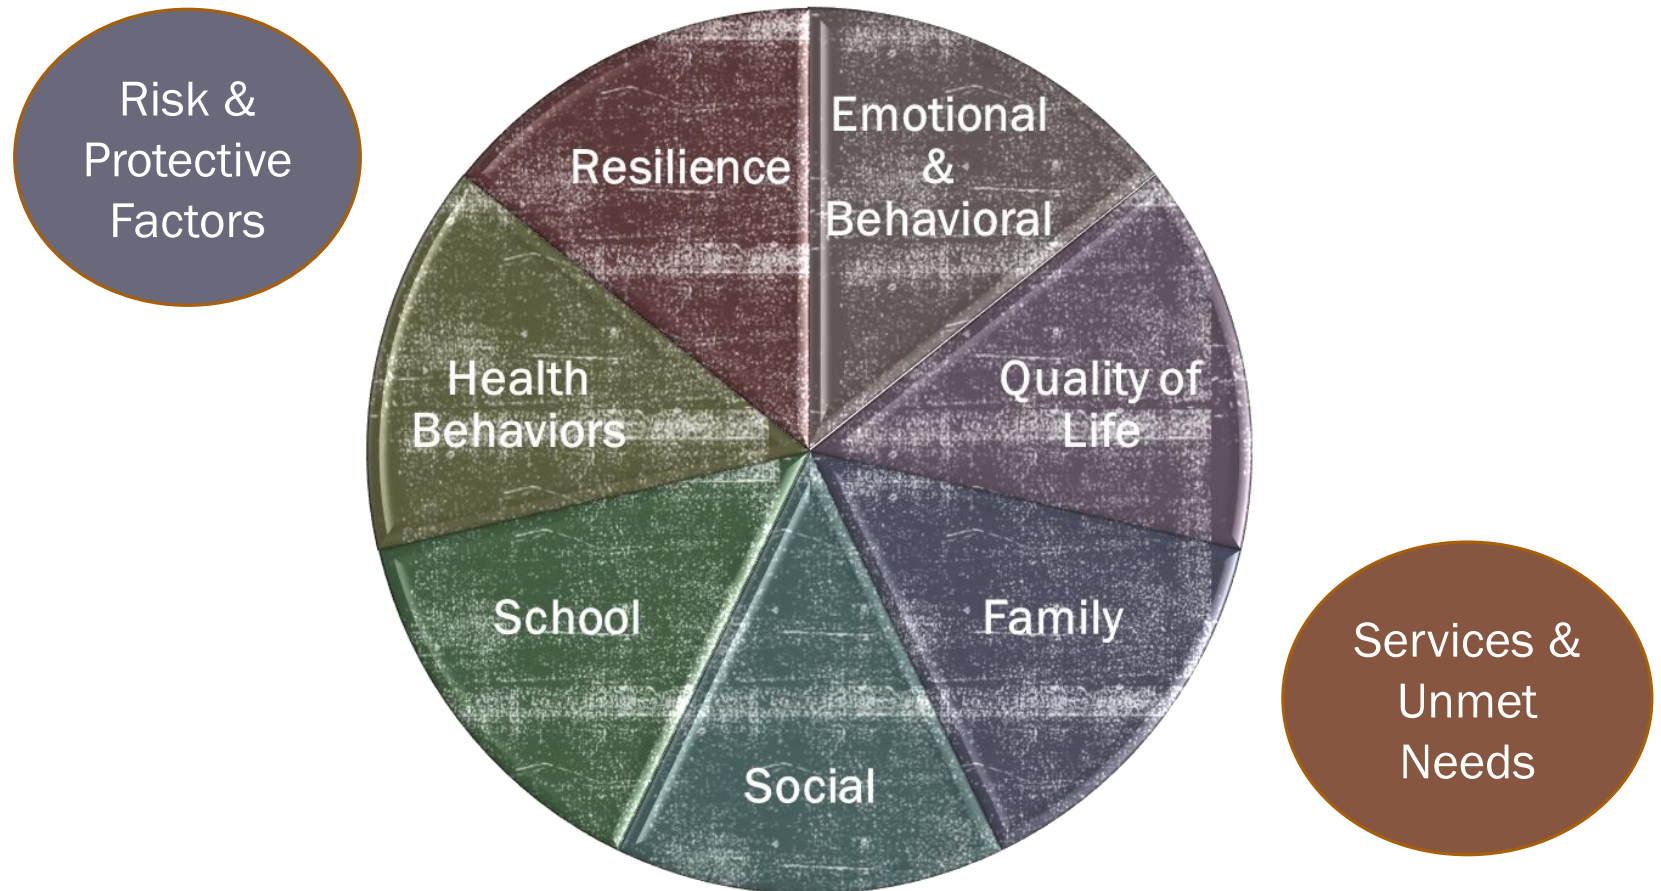 Risk &
Protective
Factors
Resilience
Emotional
&
Behavioral
Health
Behaviors
Quality of
Life
School
Family
Social
Services &
Unmet
Needs